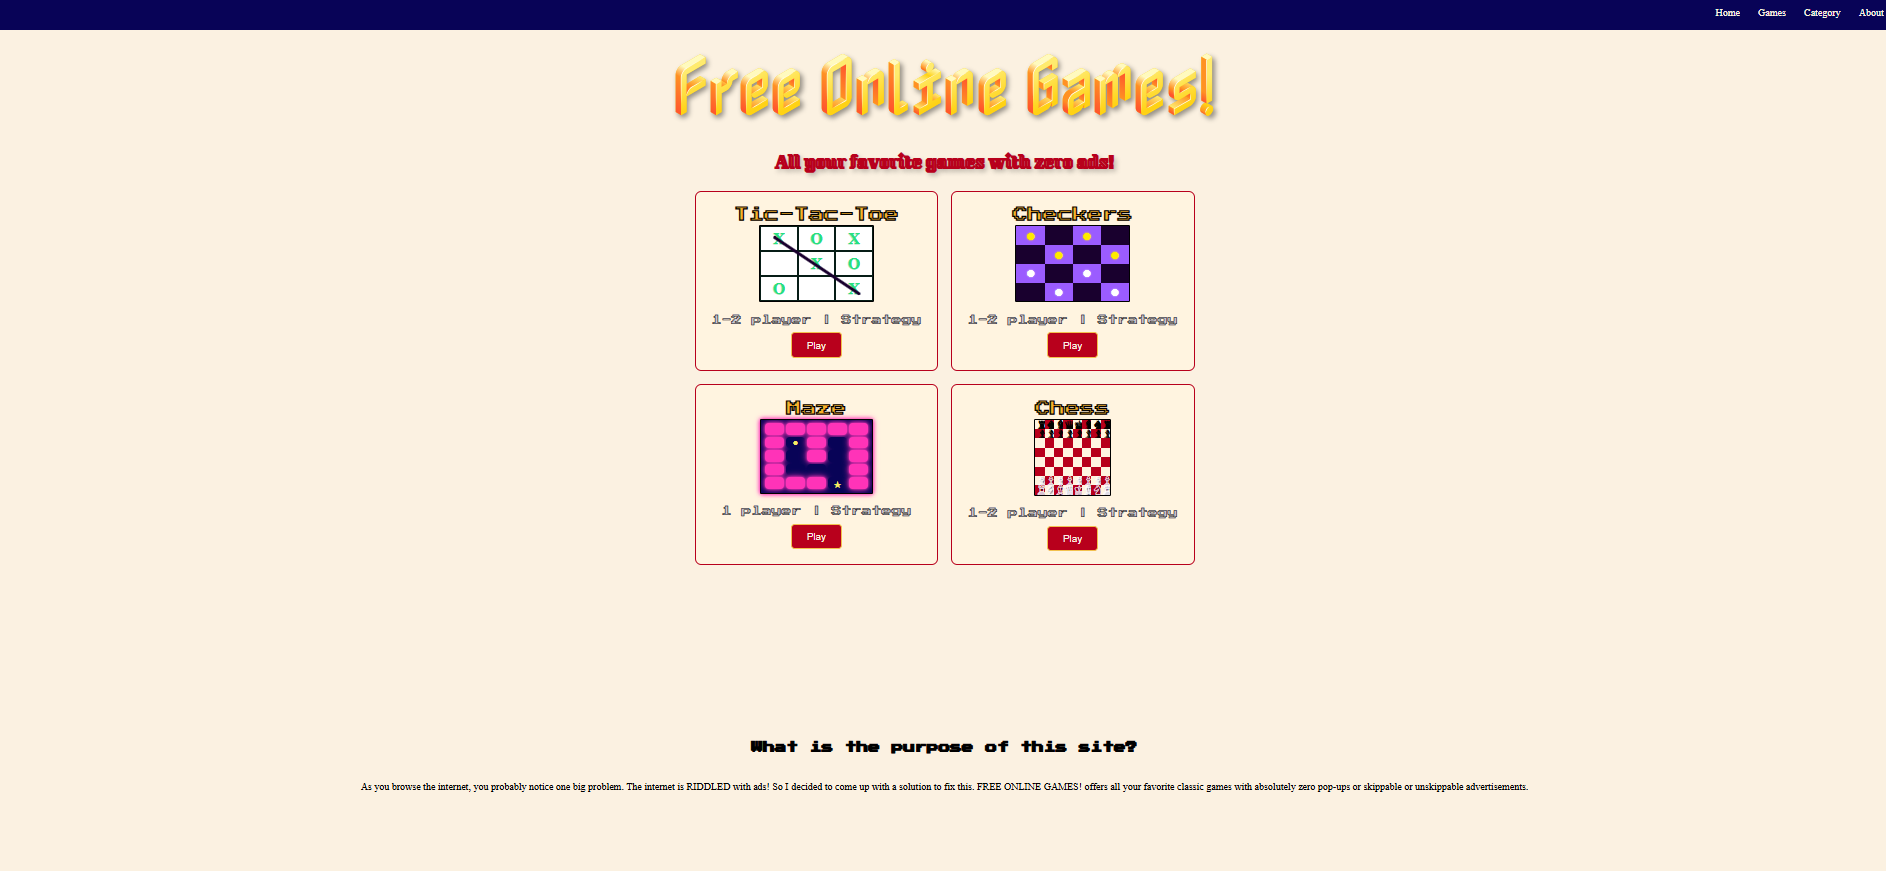 Home Games Category About
Free Online Games!
All your favorite games with zero ads!
Tic-Tac-Toe
X O X
X O
O X
1-2 player | Strategy
Play
Checkers
1-2 player | Strategy
Play
Maze
1 player | Strategy
Play
Chess
1-2 player | Strategy
Play
What is the purpose of this site?
As you browse the internet, you probably notice one big problem. The internet is RIDDLED with ads! So I decided to come up with a solution to fix this. FREE ONLINE GAMES! offers all your favorite classic games with absolutely zero pop-ups or skippable or unskippable advertisements.